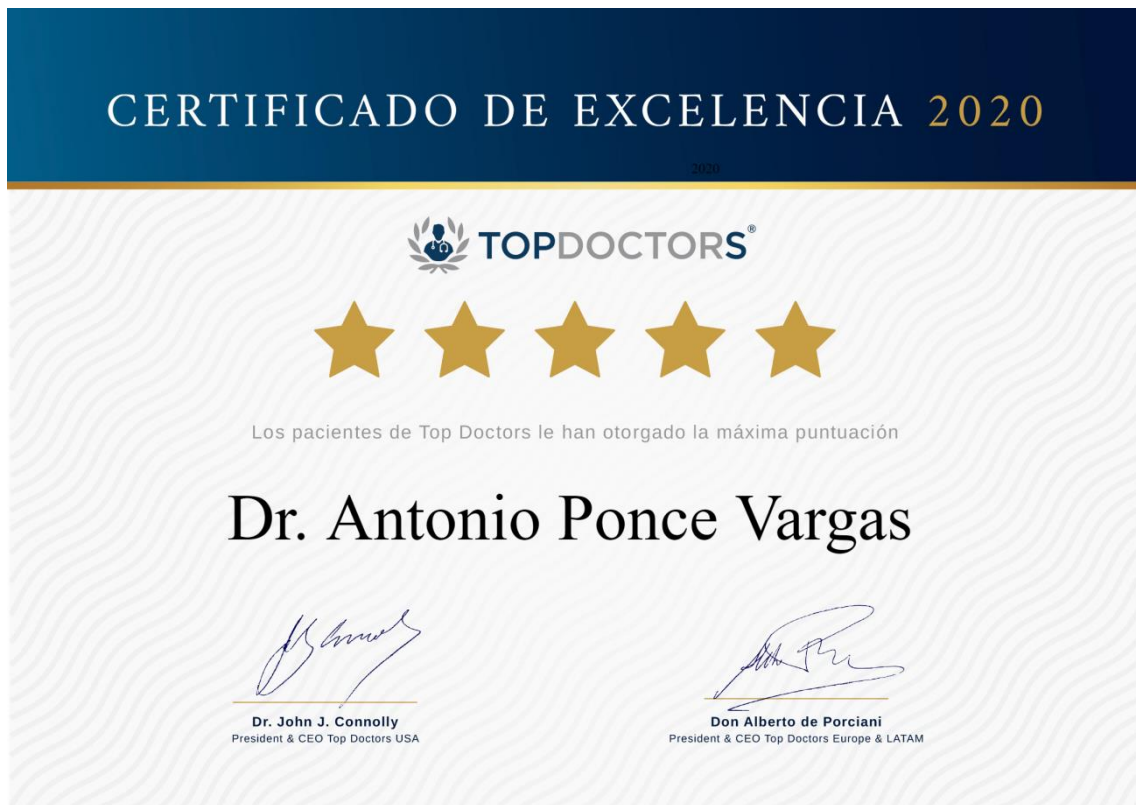 CERTIFICADO DE EXCELENCIA 2020
2020
TOPDOCTORS®
Los pacientes de Top Doctors le han otorgado la máxima puntuación
Dr. Antonio Ponce Vargas
Dr. John J. Connolly
President & CEO Top Doctors USA
Don Alberto de Porciani
President & CEO Top Doctors Europe & LATAM